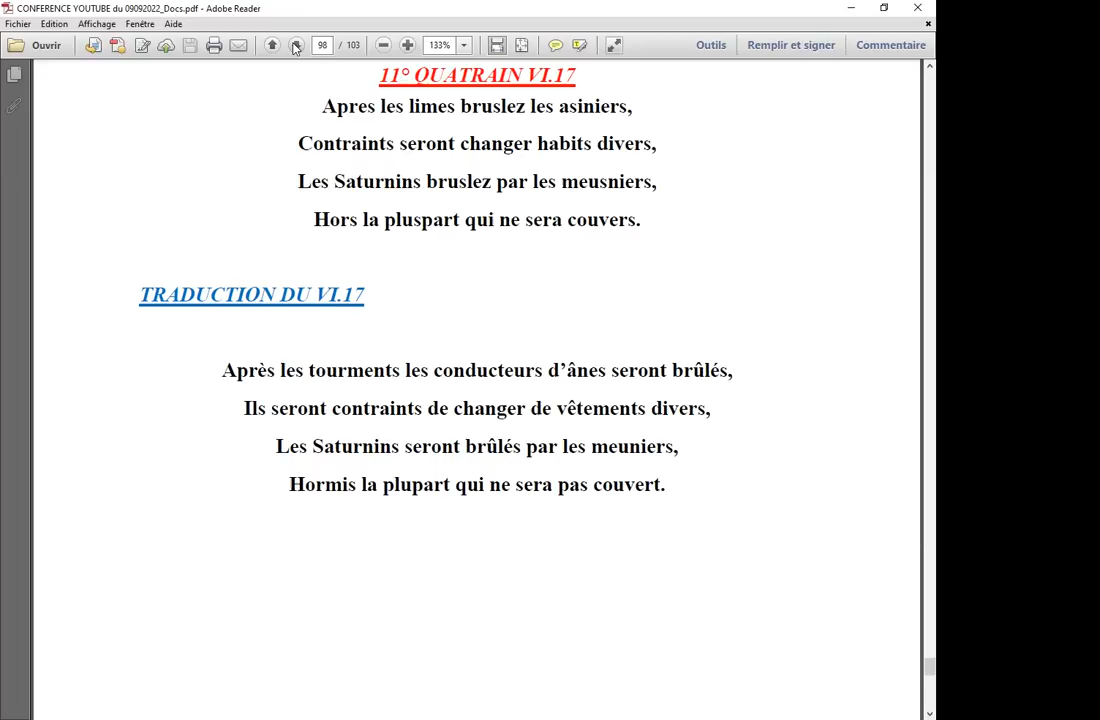 CONFERENCE YOUTUBE du 09092022_Docs.pdf - Adobe Reader
Fichier Edition Affichage Fenêtre Aide
Ouvrir 98 / 103 133% Outils Remplir et signer Commentaire
11° QUATRAIN VI.17
Apres les limes bruslez les asiniers,
Contraints seront changer habits divers,
Les Saturnins bruslez par les meusniers,
Hors la pluspart qui ne sera couvers.
TRADUCTION DU VI.17
Après les tourments les conducteurs d’ânes seront brûlés,
Ils seront contraints de changer de vêtements divers,
Les Saturnins seront brûlés par les meuniers,
Hormis la plupart qui ne sera pas couvert.